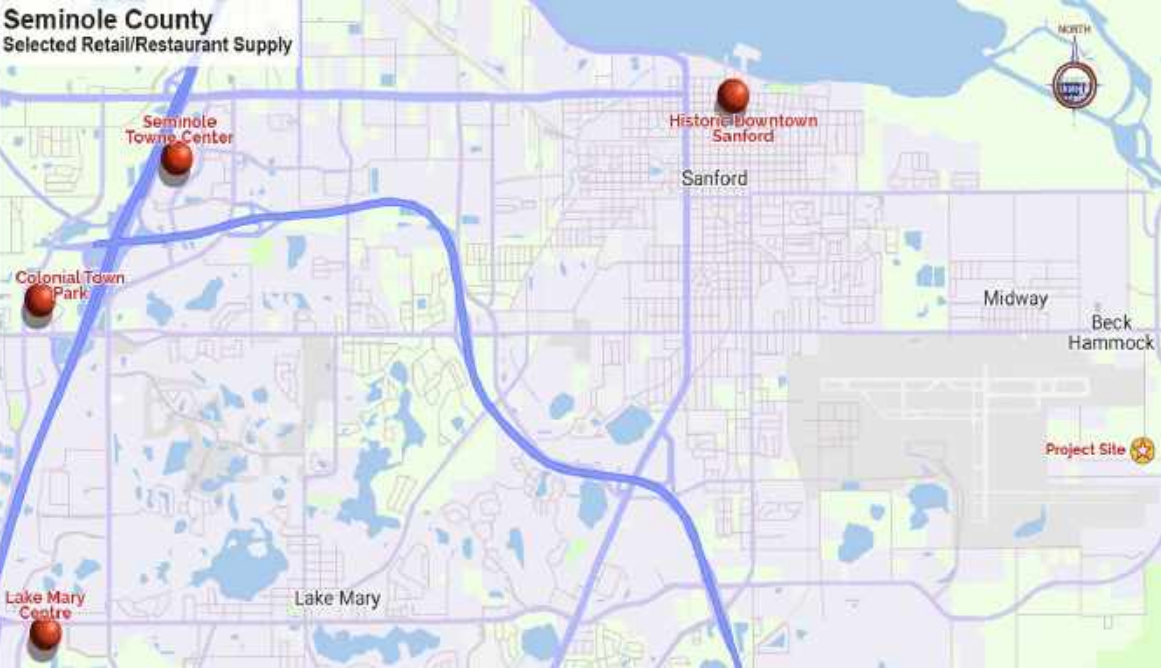 Seminole County
Selected Retail/Restaurant Supply
NORTH
Seminole
Towne Center
Historic Downtown
Sanford
Sanford
Colonial Town
Park
Midway
Beck
Hammock
Project Site
Lake Mary
Centre
Lake Mary